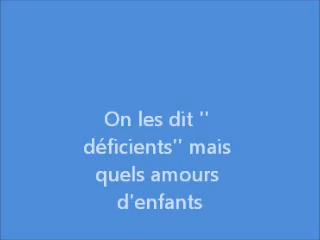 On les dit "
déficients" mais
quels amours
d'enfants